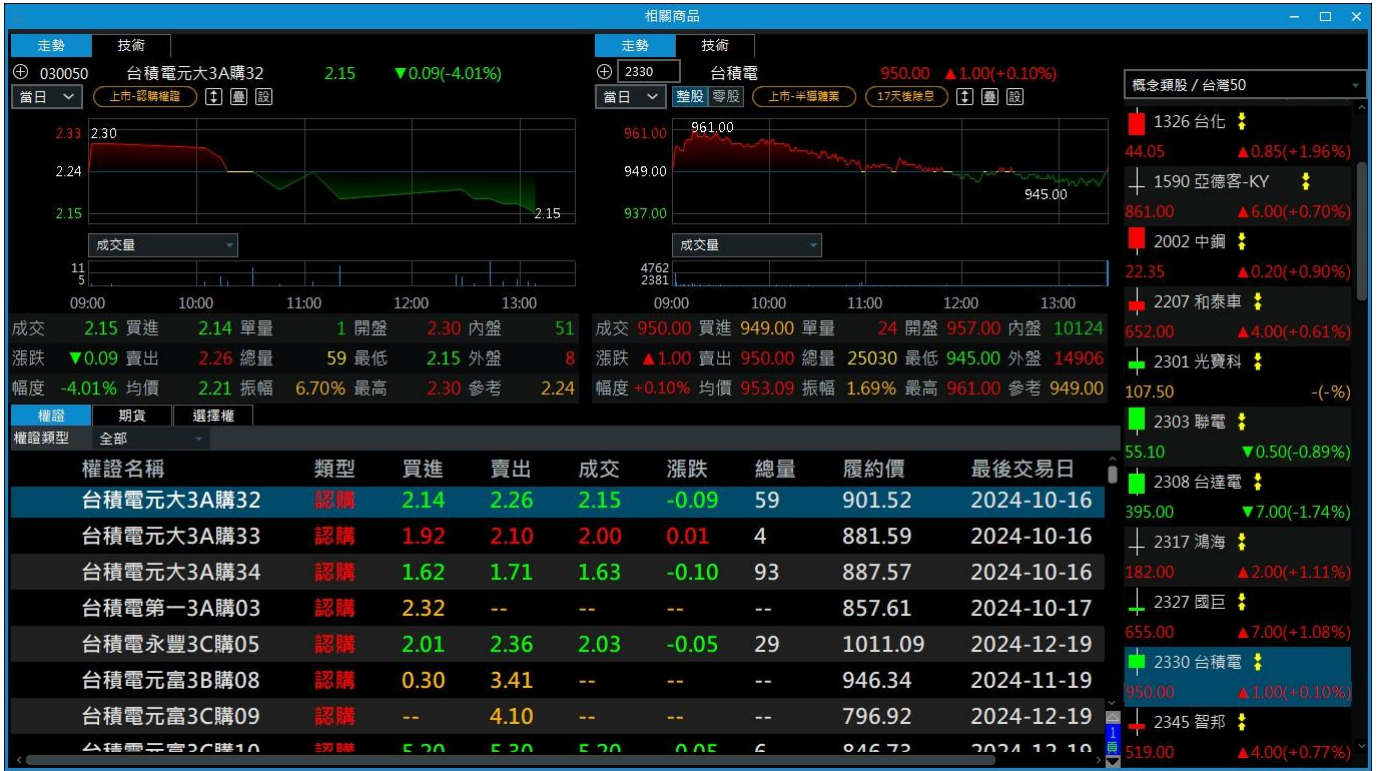 相關商品
走勢 技術
030050 台積電元大3A購32 2.15 ▼0.09(-4.01%)
當日 上市-認購權證 疊 設
2.33 2.30
2.24
2.15 2.15
成交量
11
5
09:00 10:00 11:00 12:00 13:00
成交 2.15 買進 2.14 單量 1 開盤 2.30 內盤 51
漲跌 ▼0.09 賣出 2.26 總量 59 最低 2.15 外盤 8
幅度 -4.01% 均價 2.21 振幅 6.70% 最高 2.30 參考 2.24
走勢 技術
2330 台積電 950.00 ▲1.00(+0.10%)
當日 整股 零股 上市-半導體業 17天後除息 疊 設
961.00 961.00
949.00
945.00
937.00
成交量
4762
2381
09:00 10:00 11:00 12:00 13:00
成交 950.00 買進 949.00 單量 24 開盤 957.00 內盤 10124
漲跌 ▲1.00 賣出 950.00 總量 25030 最低 945.00 外盤 14906
幅度 +0.10% 均價 953.09 振幅 1.69% 最高 961.00 參考 949.00
權證 期貨 選擇權
權證類型 全部
權證名稱 類型 買進 賣出 成交 漲跌 總量 履約價 最後交易日
台積電元大3A購32 認購 2.14 2.26 2.15 -0.09 59 901.52 2024-10-16
台積電元大3A購33 認購 1.92 2.10 2.00 0.01 4 881.59 2024-10-16
台積電元大3A購34 認購 1.62 1.71 1.63 -0.10 93 887.57 2024-10-16
台積電第一3A購03 認購 2.32 -- -- -- -- 857.61 2024-10-17
台積電永豐3C購05 認購 2.01 2.36 2.03 -0.05 29 1011.09 2024-12-19
台積電元富3B購08 認購 0.30 3.41 -- -- -- 946.34 2024-11-19
台積電元富3C購09 認購 -- 4.10 -- -- -- 796.92 2024-12-19
台積電元富3C購10 認購 5.20 5.30 5.20 0.05 6 846.73 2024-12-19
1
頁
概念類股 / 台灣50
1326 台化
44.05 ▲0.85(+1.96%)
1590 亞德客-KY
861.00 ▲6.00(+0.70%)
2002 中鋼
22.35 ▲0.20(+0.90%)
2207 和泰車
652.00 ▲4.00(+0.61%)
2301 光寶科
107.50 -(-%)
2303 聯電
55.10 ▼0.50(-0.89%)
2308 台達電
395.00 ▼7.00(-1.74%)
2317 鴻海
182.00 ▲2.00(+1.11%)
2327 國巨
655.00 ▲7.00(+1.08%)
2330 台積電
950.00 ▲1.00(+0.10%)
2345 智邦
519.00 ▲4.00(+0.77%)